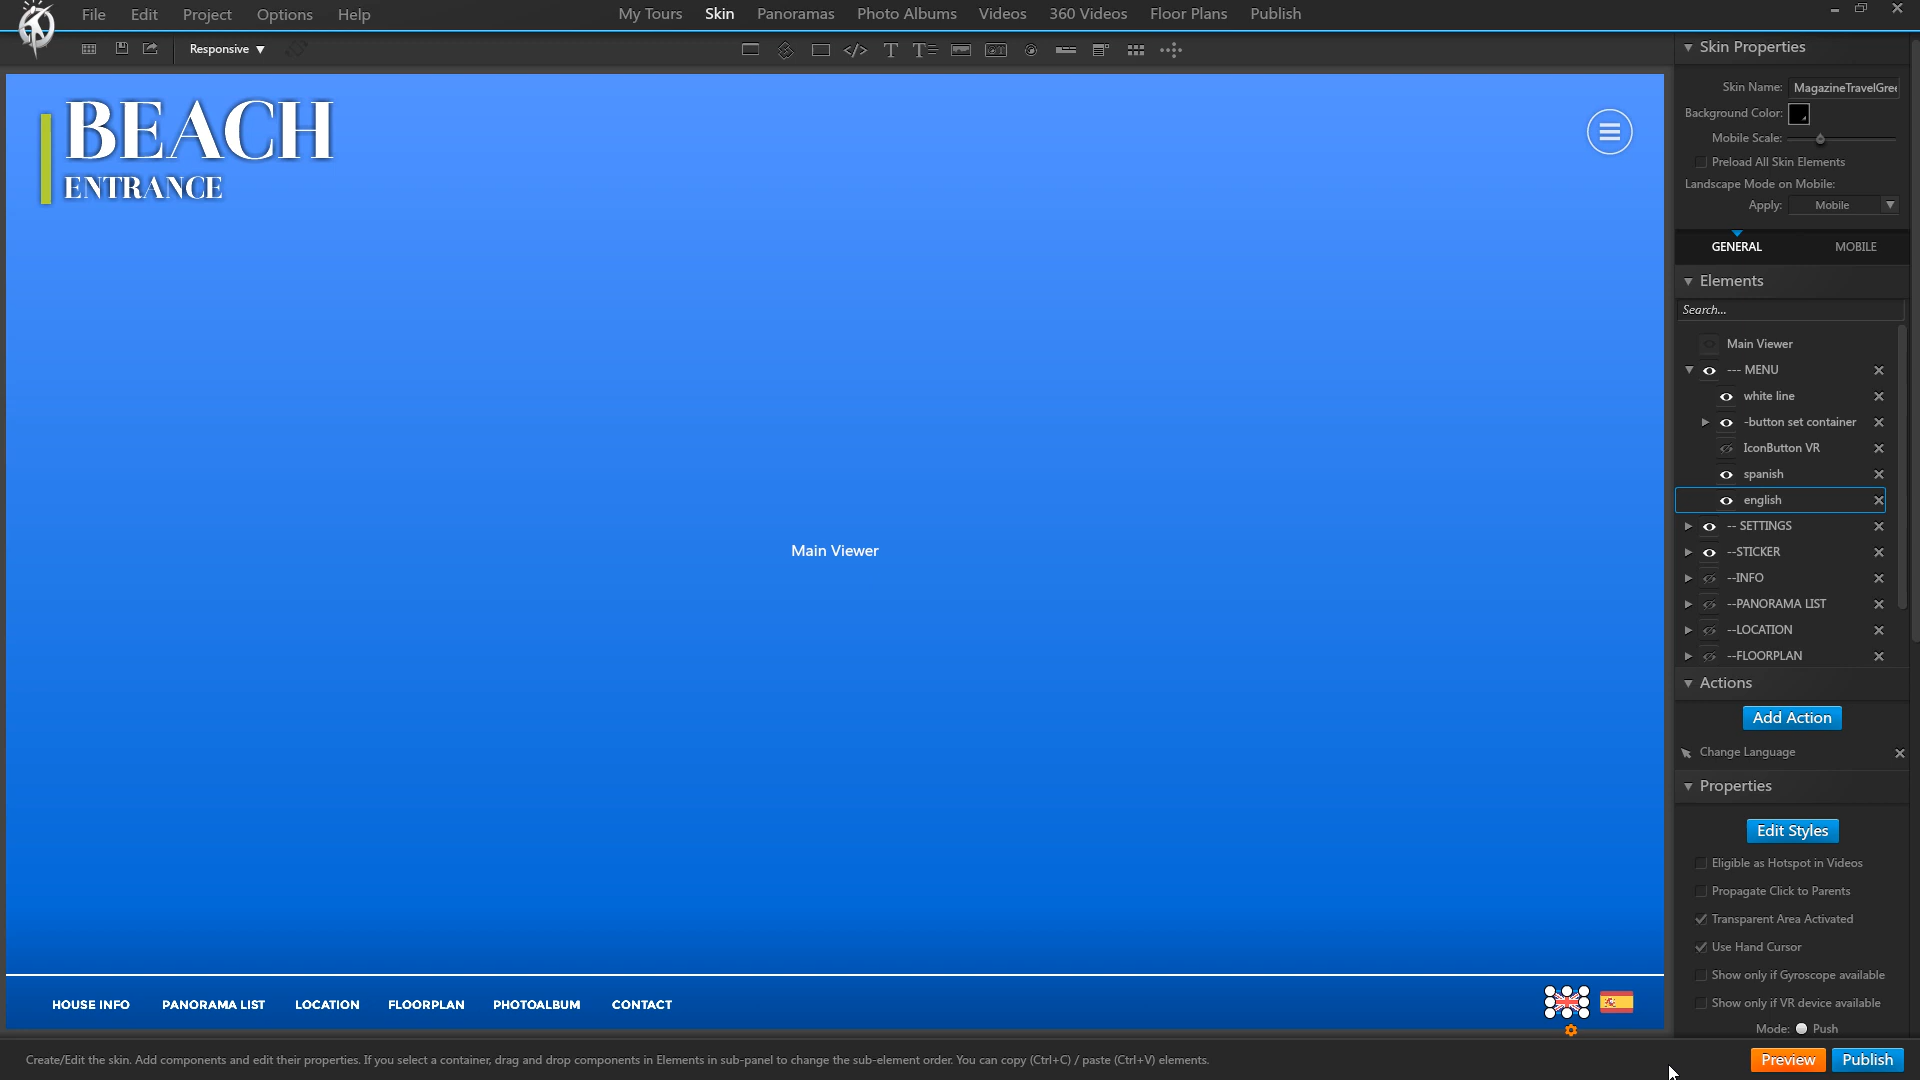 File Edit Project Options Help
My Tours Skin Panoramas Photo Albums Videos 360 Videos Floor Plans Publish
Responsive
BEACH
ENTRANCE
Main Viewer
HOUSE INFO PANORAMA LIST LOCATION FLOORPLAN PHOTOALBUM CONTACT
Skin Properties
Skin Name: MagazineTravelGree
Background Color:
Mobile Scale:
Preload All Skin Elements
Landscape Mode on Mobile:
Apply: Mobile
GENERAL MOBILE
Elements
Search...
Main Viewer
--- MENU
white line
-button set container
IconButton VR
spanish
english
-- SETTINGS
--STICKER
--INFO
--PANORAMA LIST
--LOCATION
--FLOORPLAN
Actions
Add Action
Change Language
Properties
Edit Styles
Eligible as Hotspot in Videos
Propagate Click to Parents
Transparent Area Activated
Use Hand Cursor
Show only if Gyroscope available
Show only if VR device available
Mode: Push
Create/Edit the skin. Add components and edit their properties. If you select a container, drag and drop components in Elements in sub-panel to change the sub-element order. You can copy (Ctrl+C) / paste (Ctrl+V) elements.
Preview Publish